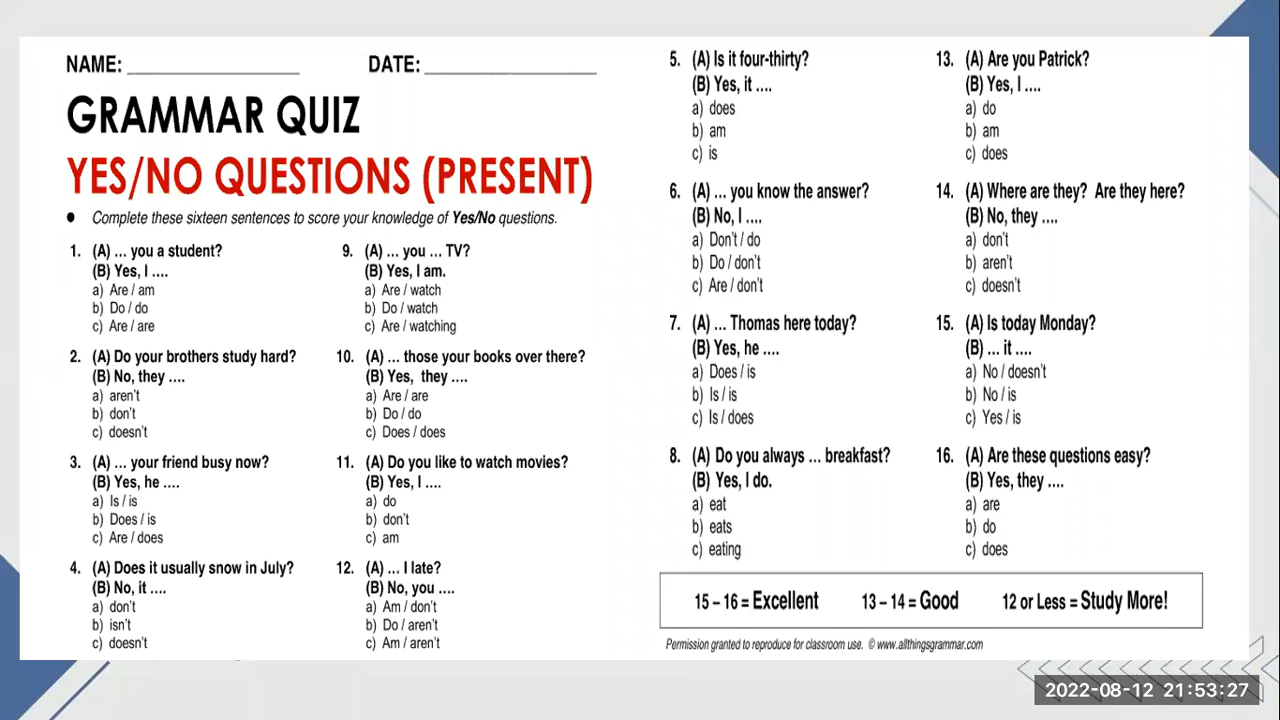 NAME: _______________ DATE: _______________
GRAMMAR QUIZ
YES/NO QUESTIONS (PRESENT)
● Complete these sixteen sentences to score your knowledge of Yes/No questions.
1. (A) ... you a student?
(B) Yes, I ....
a) Are / am
b) Do / do
c) Are / are
2. (A) Do your brothers study hard?
(B) No, they ....
a) aren't
b) don't
c) doesn't
3. (A) ... your friend busy now?
(B) Yes, he ....
a) Is / is
b) Does / is
c) Are / does
4. (A) Does it usually snow in July?
(B) No, it ....
a) don't
b) isn't
c) doesn't
9. (A) ... you ... TV?
(B) Yes, I am.
a) Are / watch
b) Do / watch
c) Are / watching
10. (A) ... those your books over there?
(B) Yes, they ....
a) Are / are
b) Do / do
c) Does / does
11. (A) Do you like to watch movies?
(B) Yes, I ....
a) do
b) don't
c) am
12. (A) ... I late?
(B) No, you ....
a) Am / don't
b) Do / aren't
c) Am / aren't
5. (A) Is it four-thirty?
(B) Yes, it ....
a) does
b) am
c) is
6. (A) ... you know the answer?
(B) No, I ....
a) Don't / do
b) Do / don't
c) Are / don't
7. (A) ... Thomas here today?
(B) Yes, he ....
a) Does / is
b) Is / is
c) Is / does
8. (A) Do you always ... breakfast?
(B) Yes, I do.
a) eat
b) eats
c) eating
13. (A) Are you Patrick?
(B) Yes, I ....
a) do
b) am
c) does
14. (A) Where are they? Are they here?
(B) No, they ....
a) don't
b) aren't
c) doesn't
15. (A) Is today Monday?
(B) ... it ....
a) No / doesn't
b) No / is
c) Yes / is
16. (A) Are these questions easy?
(B) Yes, they ....
a) are
b) do
c) does
15 – 16 = Excellent 13 – 14 = Good 12 or Less = Study More!
Permission granted to reproduce for classroom use. © www.allthingsgrammar.com
2022-08-12 21:53:27